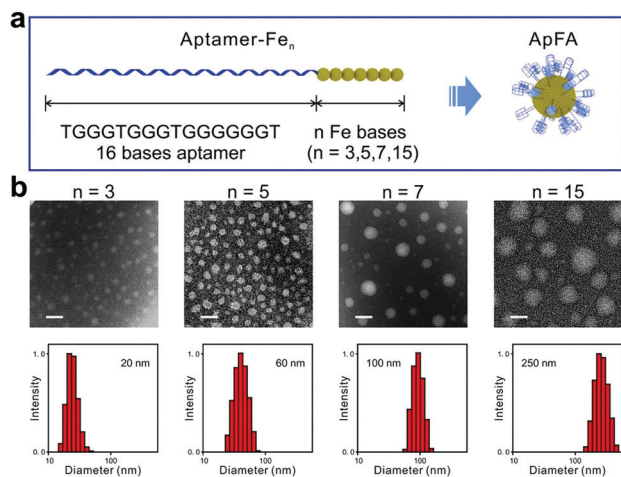 a
Aptamer-Feₙ
ApFA
TGGGTGGGTGGGGGGT
16 bases aptamer
n Fe bases
(n = 3,5,7,15)
b
n = 3
n = 5
n = 7
n = 15
1.0
Intensity
0.0
20 nm
10
100
Diameter (nm)
1.0
Intensity
0.0
60 nm
10
100
Diameter (nm)
1.0
Intensity
0.0
100 nm
10
100
Diameter (nm)
1.0
Intensity
0.0
250 nm
10
100
Diameter (nm)